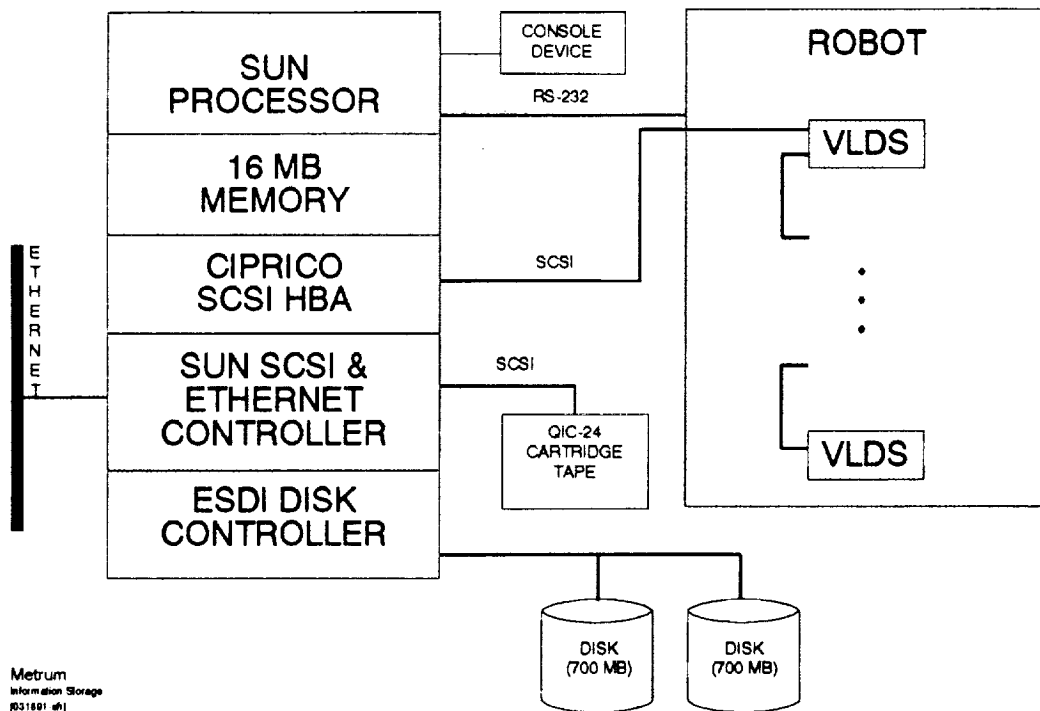 CONSOLE
DEVICE
ROBOT
SUN
PROCESSOR
RS-232
VLDS
16 MB
MEMORY
ETHERNET
CIPRICO
SCSI HBA
SCSI
SUN SCSI &
ETHERNET
CONTROLLER
SCSI
QIC-24
CARTRIDGE
TAPE
VLDS
ESDI DISK
CONTROLLER
DISK
(700 MB)
DISK
(700 MB)
Metrum
Information Storage